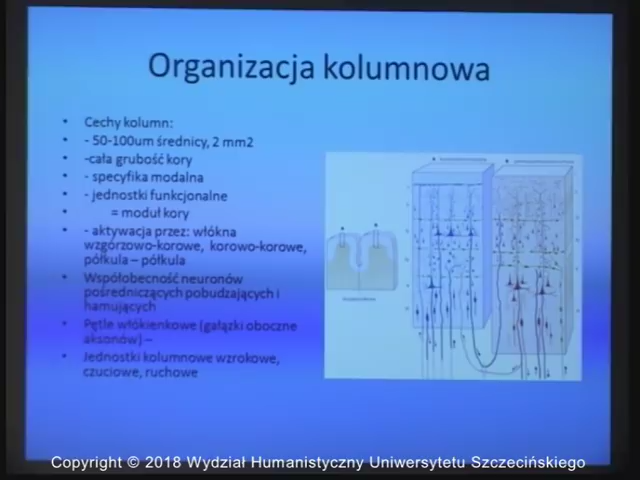 Organizacja kolumnowa
• Cechy kolumn:
• - 50-100um średnicy, 2 mm2
• -cała grubość kory
• - specyfika modalna
• - jednostki funkcjonalne
• = moduł kory
• - aktywacja przez: włókna
wzgórzowo-korowe, korowo-korowe,
półkula – półkula
• Współobecność neuronów
pośredniczących pobudzających i
hamujących
• Pętle włókienkowe (gałązki oboczne
aksonów) –
• Jednostki kolumnowe wzrokowe,
czuciowe, ruchowe
Copyright © 2018 Wydział Humanistyczny Uniwersytetu Szczecińskiego